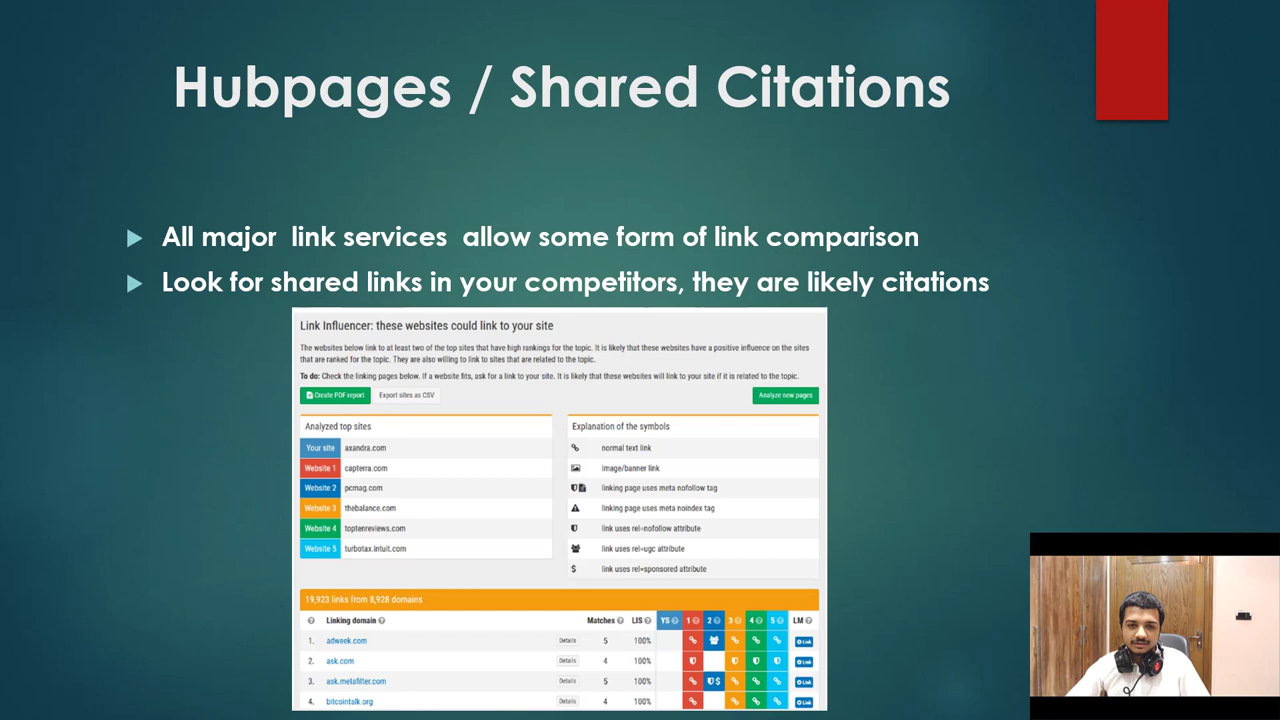 Hubpages / Shared Citations
All major link services allow some form of link comparison
Look for shared links in your competitors, they are likely citations
Link Influencer: these websites could link to your site
The websites below link to at least two of the top sites that have high rankings for the topic. It is likely that these websites have a positive influence on the sites
that are ranked for the topic. They are also willing to link to sites that are related to the topic.
To do: Check the linking pages below. If a website fits, ask for a link to your site. It is likely that these websites will link to your site if it is related to the topic.
Create PDF report Export sites as CSV Analyze new pages
Analyzed top sites
Your site axandra.com
Website 1 capterra.com
Website 2 pcmag.com
Website 3 thebalance.com
Website 4 toptenreviews.com
Website 5 turbotax.intuit.com
Explanation of the symbols
normal text link
image/banner link
linking page uses meta nofollow tag
linking page uses meta noindex tag
link uses rel=nofollow attribute
link uses rel=ugc attribute
$ link uses rel=sponsored attribute
19,923 links from 8,928 domains
Linking domain Matches LIS YS 1 2 3 4 5 LM
1. adweek.com Details 5 100% Link
2. ask.com Details 4 100% Link
3. ask.metafilter.com Details 5 100% $ Link
4. bitcointalk.org Details 4 100% Link